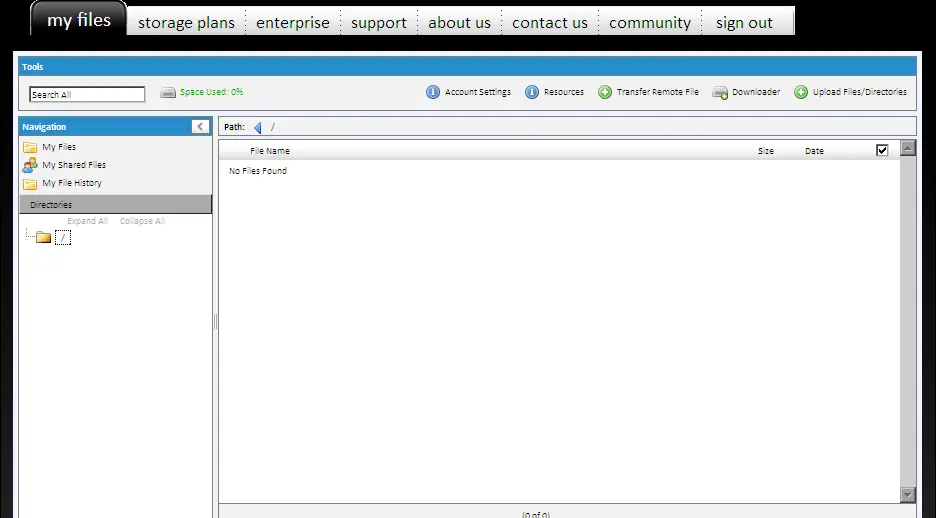 my files storage plans enterprise support about us contact us community sign out
Tools
Search All Space Used: 0% Account Settings Resources Transfer Remote File Downloader Upload Files/Directories
Navigation
Path: /
My Files
File Name Size Date
My Shared Files
No Files Found
My File History
Directories
Expand All Collapse All
/
(0 of 0)